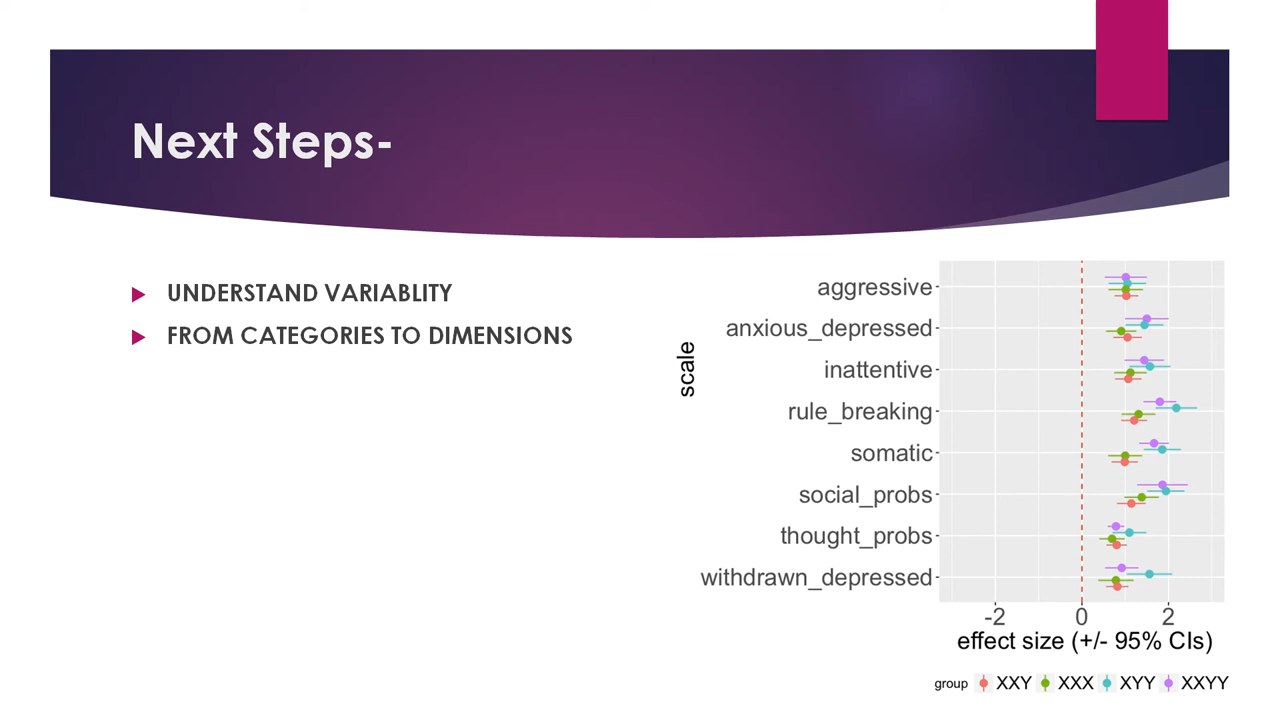 Next Steps-
UNDERSTAND VARIABLITY
FROM CATEGORIES TO DIMENSIONS
scale
aggressive
anxious_depressed
inattentive
rule_breaking
somatic
social_probs
thought_probs
withdrawn_depressed
-2 0 2
effect size (+/- 95% CIs)
group XXY XXX XYY XXYY